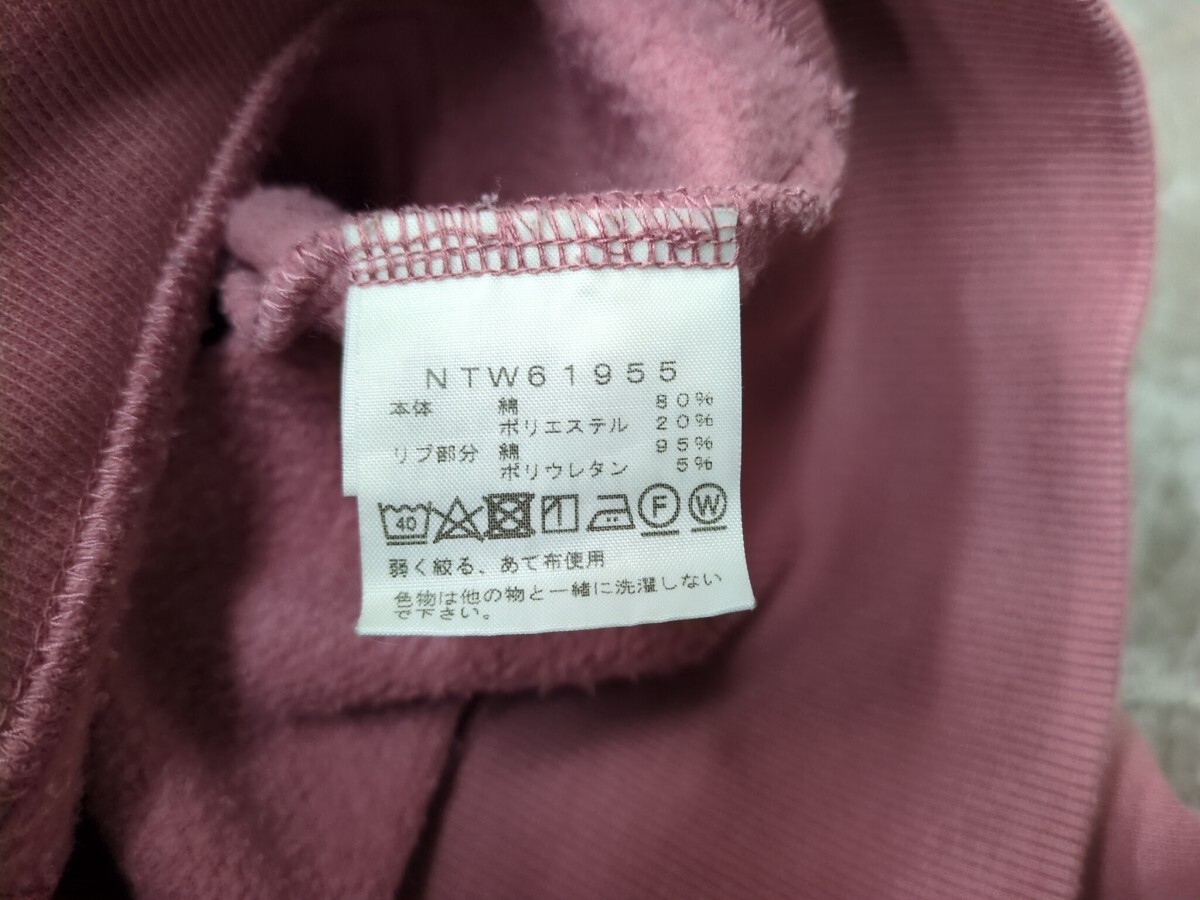 NTW61955
本体 綿 80%
ポリエステル 20%
リブ部分 綿 95%
ポリウレタン 5%
40 F W
弱く絞る、あて布使用
色物は他の物と一緒に洗濯しない
で下さい。